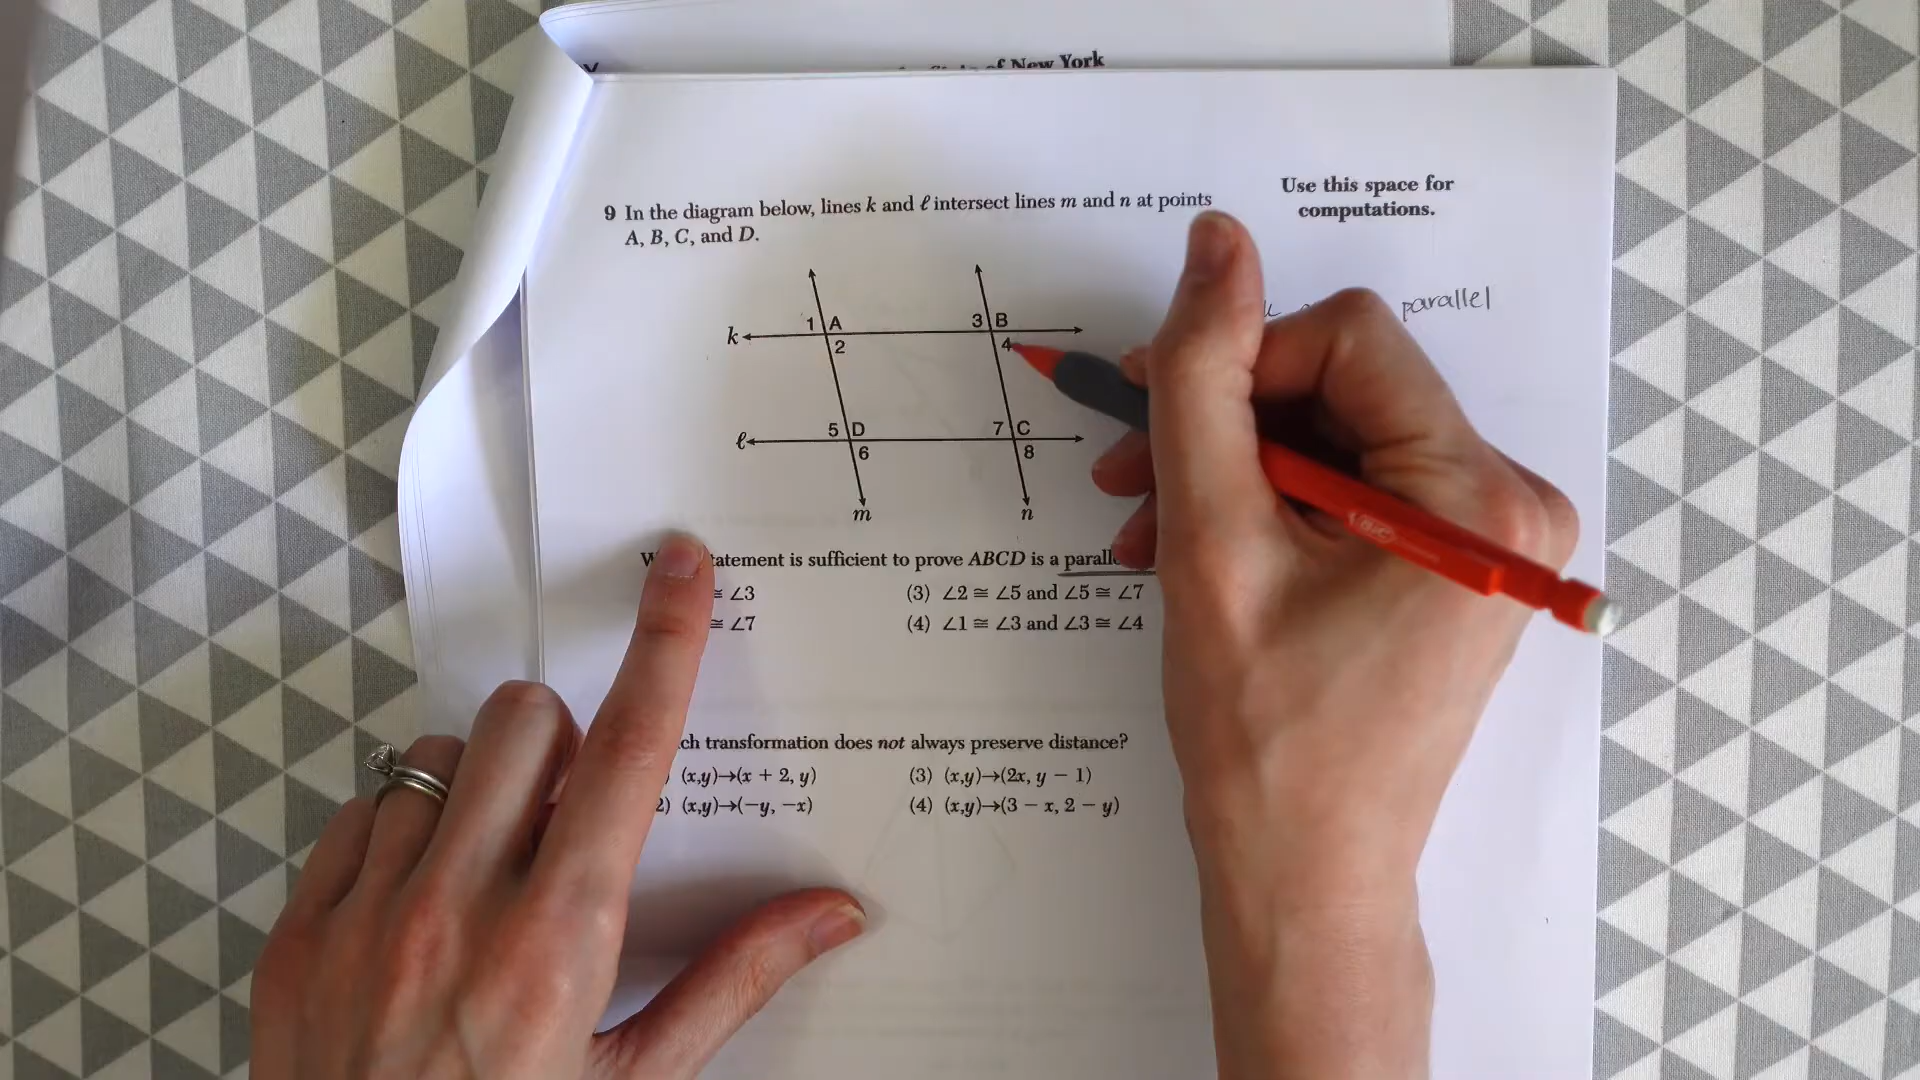 of New York
9 In the diagram below, lines k and ℓ intersect lines m and n at points
A, B, C, and D.
Use this space for
computations.
parallel
1 A 3 B
k
2 4
5 D 7 C
ℓ
6 8
m n
atement is sufficient to prove ABCD is a
≅ ∠3 (3) ∠2 ≅ ∠5 and ∠5 ≅ ∠7
≅ ∠7 (4) ∠1 ≅ ∠3 and ∠3 ≅ ∠4
ch transformation does not always preserve distance?
(x,y)→(x + 2, y) (3) (x,y)→(2x, y − 1)
2) (x,y)→(−y, −x) (4) (x,y)→(3 − x, 2 − y)
BIC